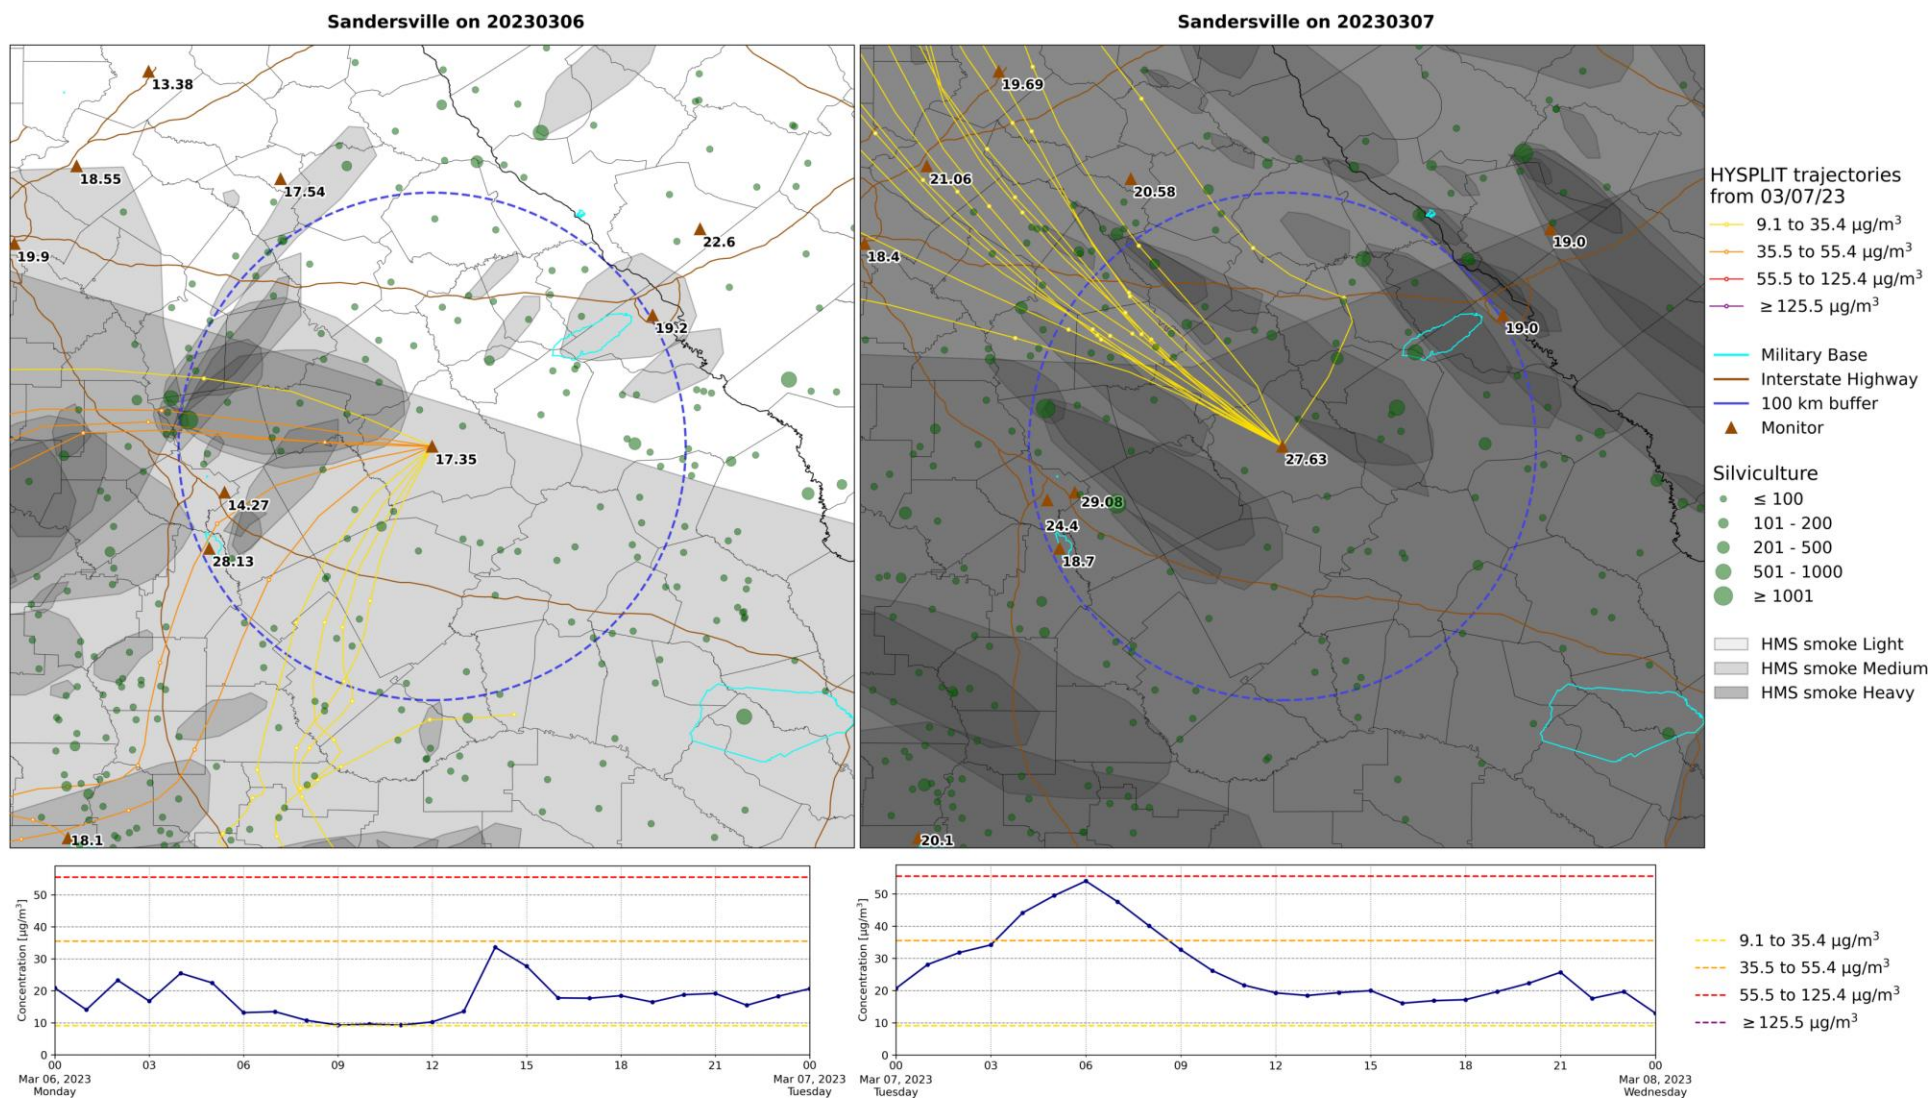 Sandersville on 20230306
Sandersville on 20230307
13.38
18.55
17.54
19.9
22.6
19.2
17.35
14.27
28.13
18.1
19.69
21.06
20.58
18.4
19.0
19.0
27.63
29.08
24.4
18.7
20.1
HYSPLIT trajectories
from 03/07/23
9.1 to 35.4 µg/m³
35.5 to 55.4 µg/m³
55.5 to 125.4 µg/m³
≥ 125.5 µg/m³
Military Base
Interstate Highway
100 km buffer
Monitor
Silviculture
≤ 100
101 - 200
201 - 500
501 - 1000
≥ 1001
HMS smoke Light
HMS smoke Medium
HMS smoke Heavy
Concentration [µg/m³]
50
40
30
20
10
0
00 03 06 09 12 15 18 21 00
Mar 06, 2023 Mar 07, 2023
Monday Tuesday
Concentration [µg/m³]
50
40
30
20
10
0
00 03 06 09 12 15 18 21 00
Mar 07, 2023 Mar 08, 2023
Tuesday Wednesday
9.1 to 35.4 µg/m³
35.5 to 55.4 µg/m³
55.5 to 125.4 µg/m³
≥ 125.5 µg/m³